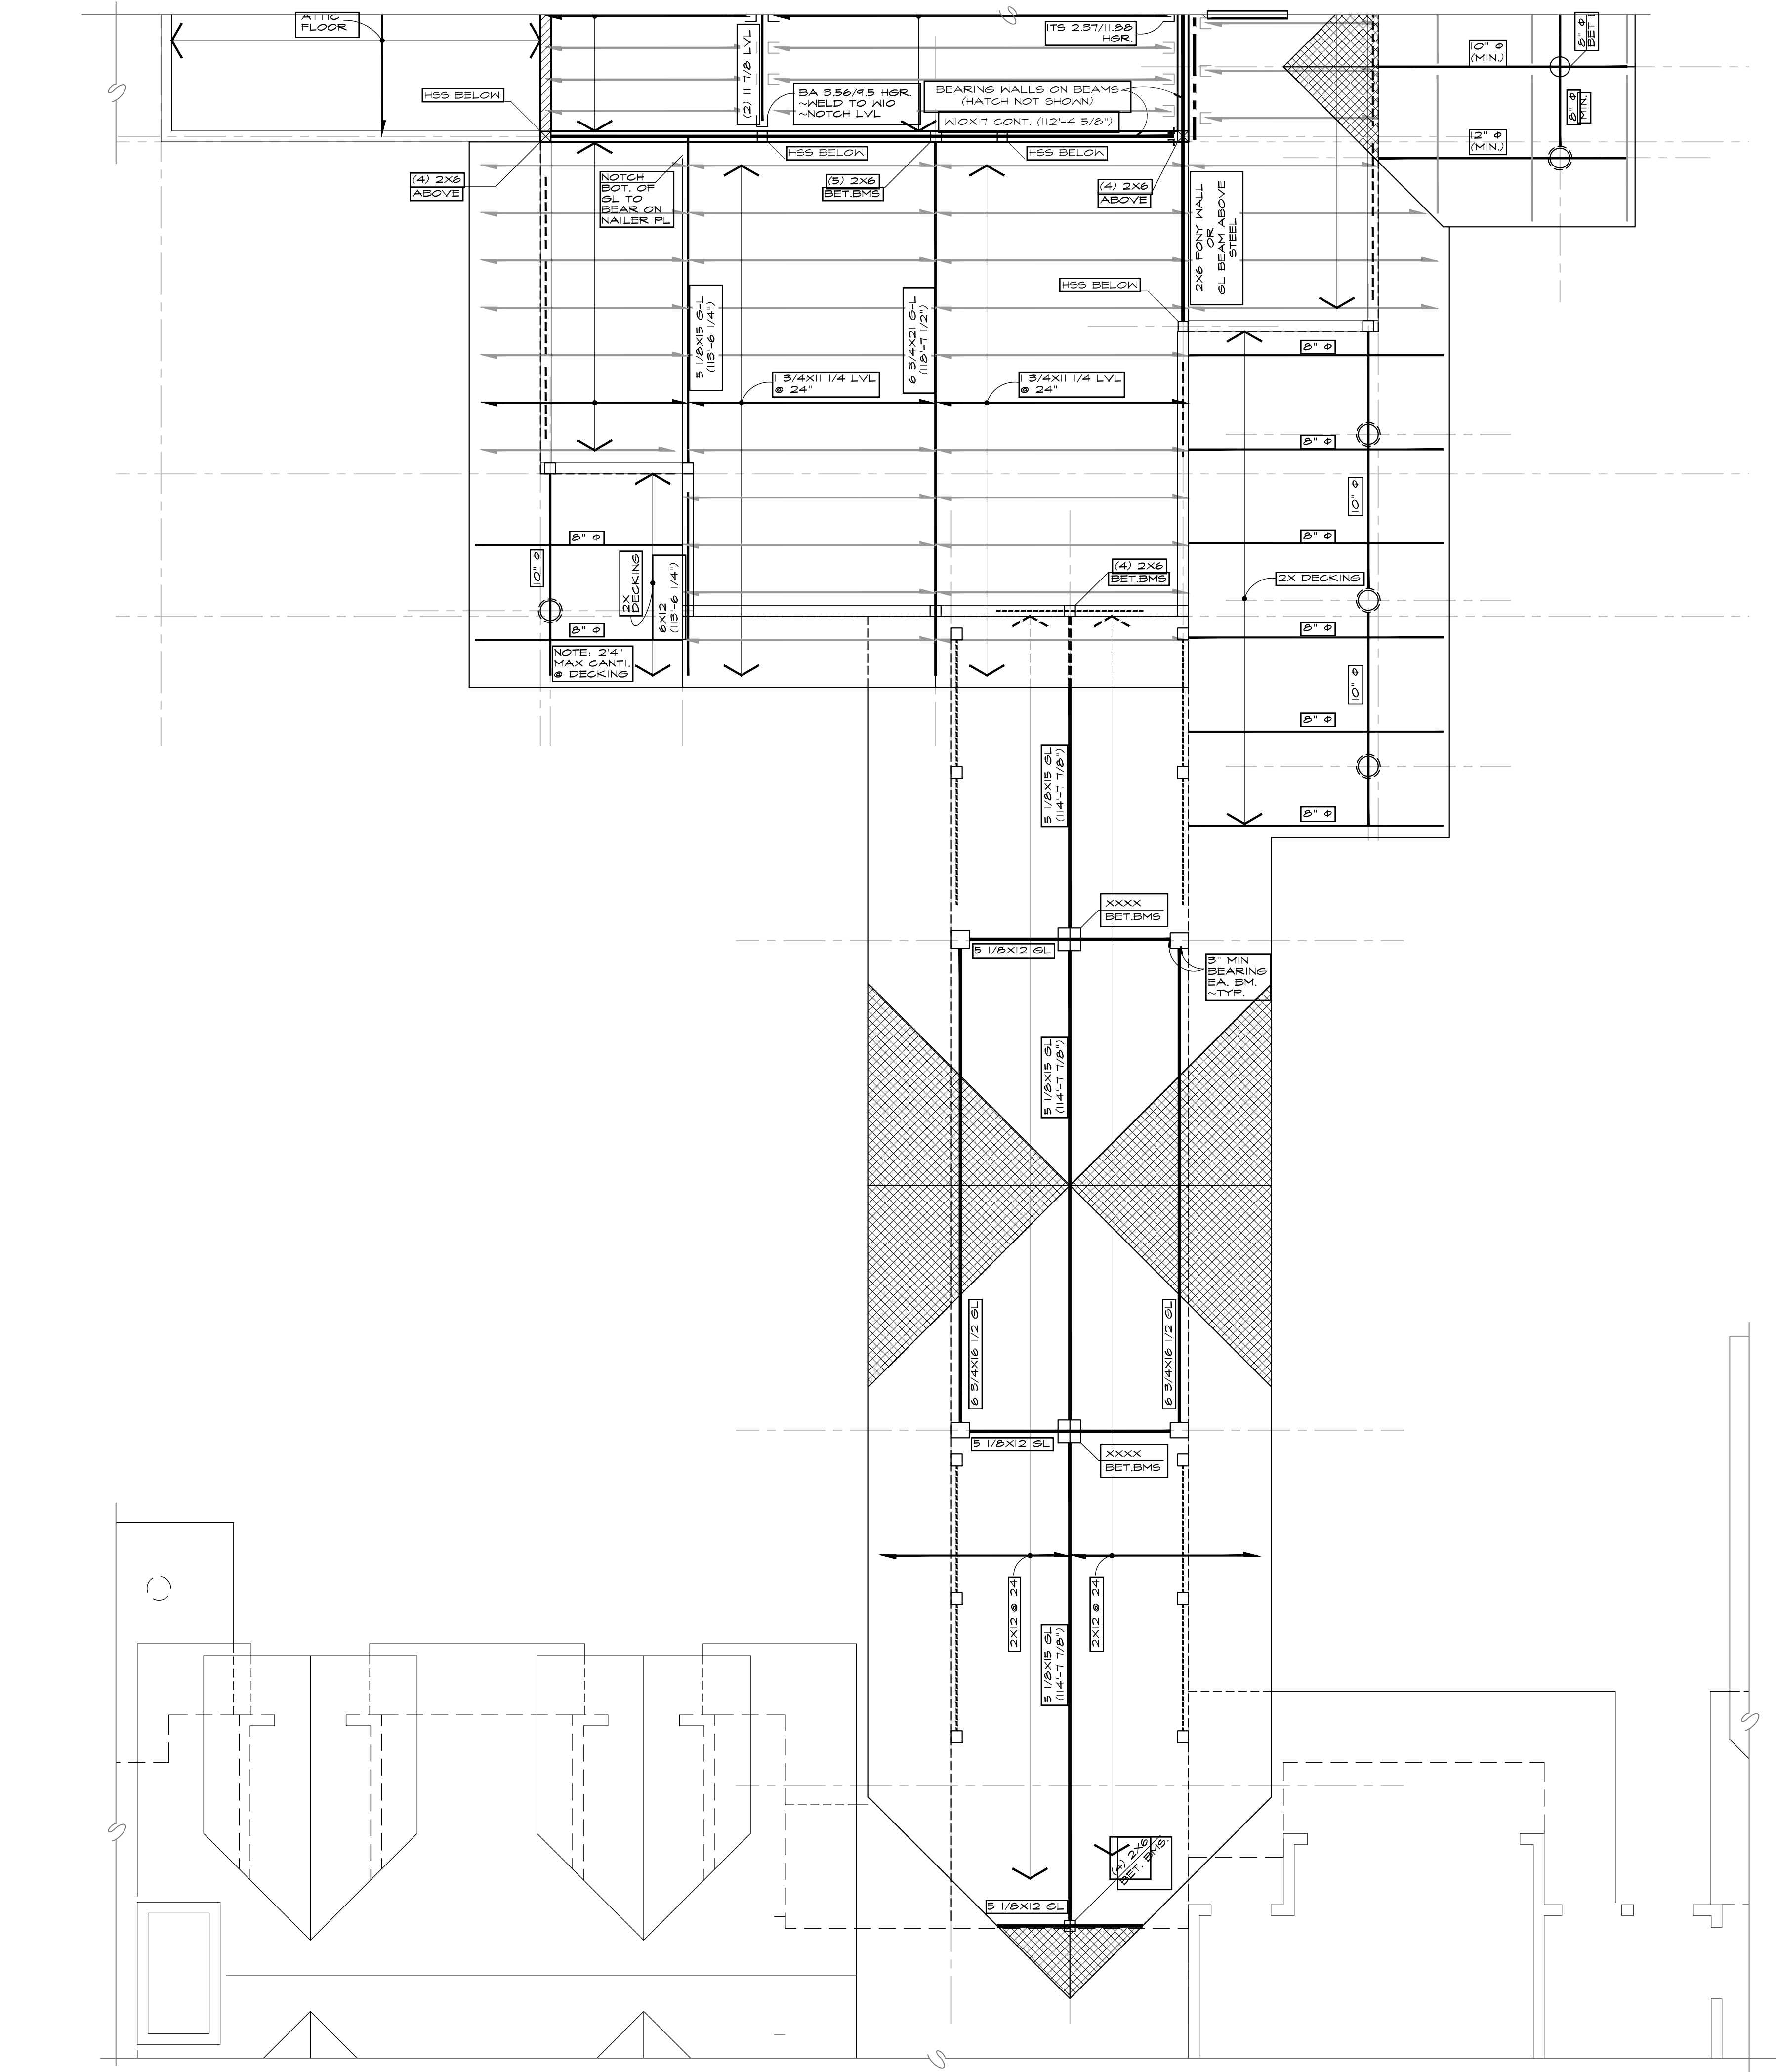 ATTIC
FLOOR
HSS BELOW
(2) 11 7/8 LVL
BA 3.56/9.5 HGR.
~WELD TO W10
~NOTCH LVL
ITS 2.37/11.88
HGR.
BEARING WALLS ON BEAMS
(HATCH NOT SHOWN)
W10X17 CONT. (112'-4 5/8")
10" Φ
(MIN.)
8" Φ
BET
8" Φ
MIN.
12" Φ
(MIN.)
HSS BELOW
HSS BELOW
(4) 2X6
ABOVE
NOTCH
BOT. OF
GL TO
BEAR ON
NAILER PL
(5) 2X6
BET.BMS
(4) 2X6
ABOVE
2X6 PONY WALL
OR
GL BEAM ABOVE
STEEL
HSS BELOW
5 1/8X15 G-L
(113'-6 1/4")
6 3/4X21 G-L
(118'-7 1/2")
1 3/4X11 1/4 LVL
@ 24"
1 3/4X11 1/4 LVL
@ 24"
8" Φ
8" Φ
10" Φ
8" Φ
8" Φ
10" Φ
2X
DECKING
6X12
(113'-6 1/4")
(4) 2X6
BET.BMS
2X DECKING
8" Φ
8" Φ
NOTE: 2'4"
MAX CANTI.
@ DECKING
10" Φ
8" Φ
5 1/8X15 GL
(114'-7 7/8")
8" Φ
XXXX
BET.BMS
5 1/8X12 GL
3" MIN
BEARING
EA. BM.
~TYP.
5 1/8X15 GL
(114'-7 7/8")
6 3/4X16 1/2 GL
6 3/4X16 1/2 GL
5 1/8X12 GL
XXXX
BET.BMS
2X12 @ 24
2X12 @ 24
5 1/8X15 GL
(114'-7 7/8")
(4) 2X6
BET. BMS.
5 1/8X12 GL